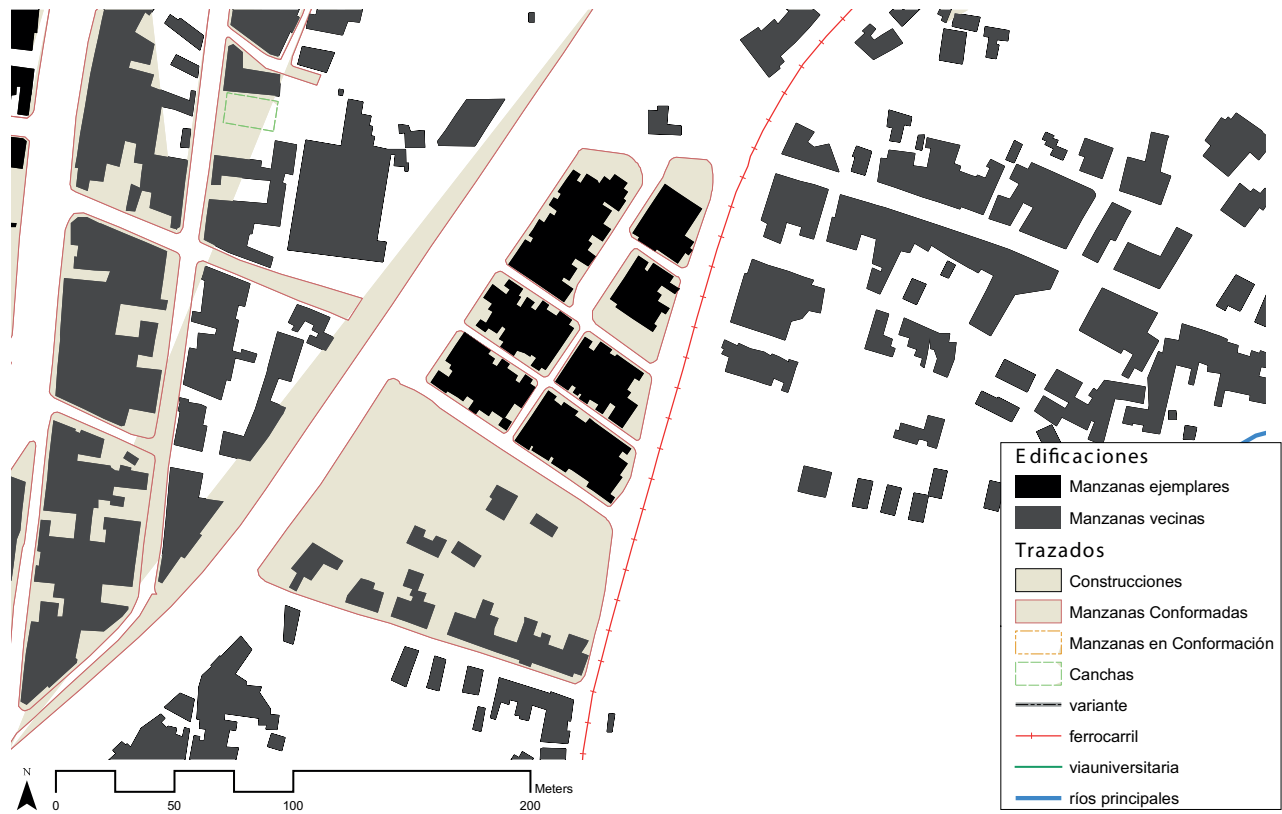 Edificaciones
Manzanas ejemplares
Manzanas vecinas
Trazados
Construcciones
Manzanas Conformadas
Manzanas en Conformación
Canchas
variante
ferrocarril
viauniversitaria
ríos principales
N
Meters
0 50 100 200